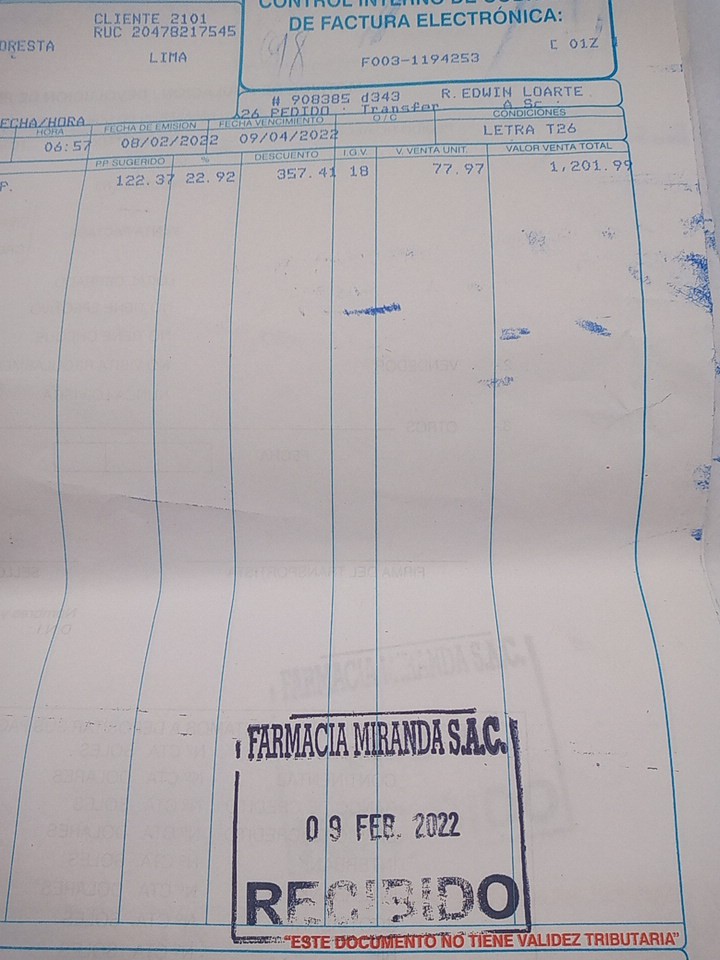 CLIENTE 2101
RUC 20478217545
LIMA
CONTROL INTERNO DE
DE FACTURA ELECTRÓNICA:
F003-1194253
C 01Z
# 908385 d343 R.EDWIN LOARTE
A26 PEDIDO : Transfer A Sc.
FECHA/HORA
HORA FECHA DE EMISION FECHA VENCIMIENTO O/C CONDICIONES
06:57 08/02/2022 09/04/2022 LETRA T26
P.P. SUGERIDO % DESCUENTO I.G.V. V. VENTA UNIT. VALOR VENTA TOTAL
P. 122.37 22.92 357.41 18 77.97 1,201.99
FARMACIA MIRANDA S.A.C.
09 FEB. 2022
RECIBIDO
"ESTE DOCUMENTO NO TIENE VALIDEZ TRIBUTARIA"